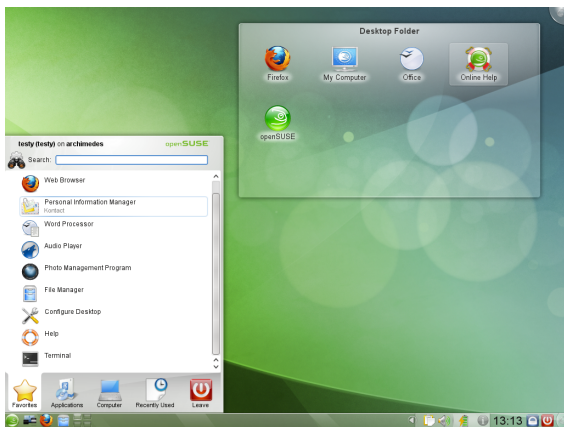 Desktop Folder
Firefox
My Computer
Office
Online Help
openSUSE
testy (testy) on archimedes openSUSE
Search:
Web Browser
Personal Information Manager
Kontact
Word Processor
Audio Player
Photo Management Program
File Manager
Configure Desktop
Help
Terminal
Favorites Applications Computer Recently Used Leave
13:13